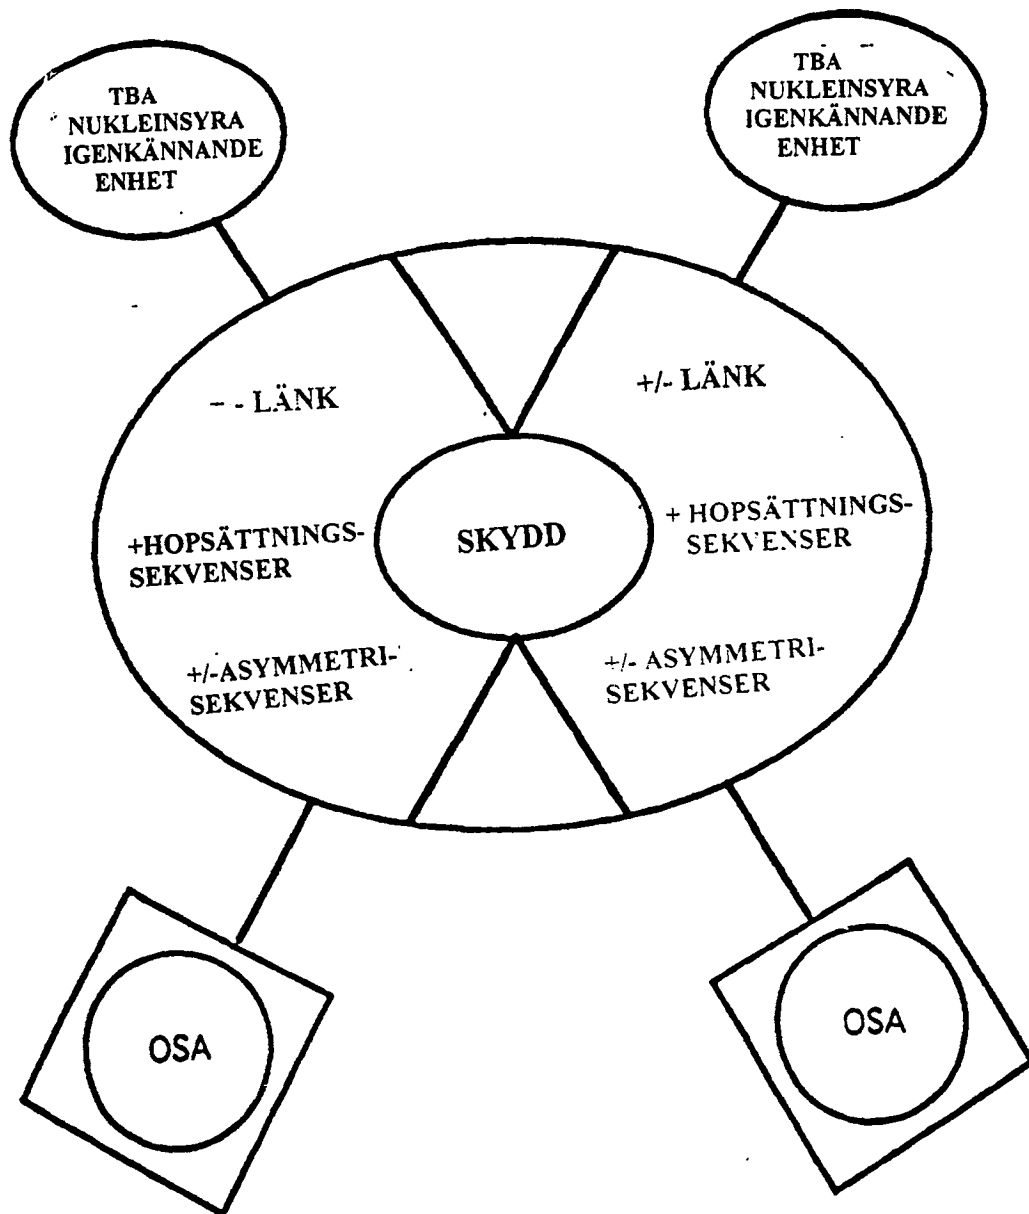 TBA
NUKLEINSYRA
IGENKÄNNANDE
ENHET
TBA
NUKLEINSYRA
IGENKÄNNANDE
ENHET
- - LÄNK
+/- LÄNK
+HOPSÄTTNINGS-
SEKVENSER
SKYDD
+ HOPSÄTTNINGS-
SEKVENSER
+/-ASYMMETRI-
SEKVENSER
+/- ASYMMETRI-
SEKVENSER
OSA
OSA